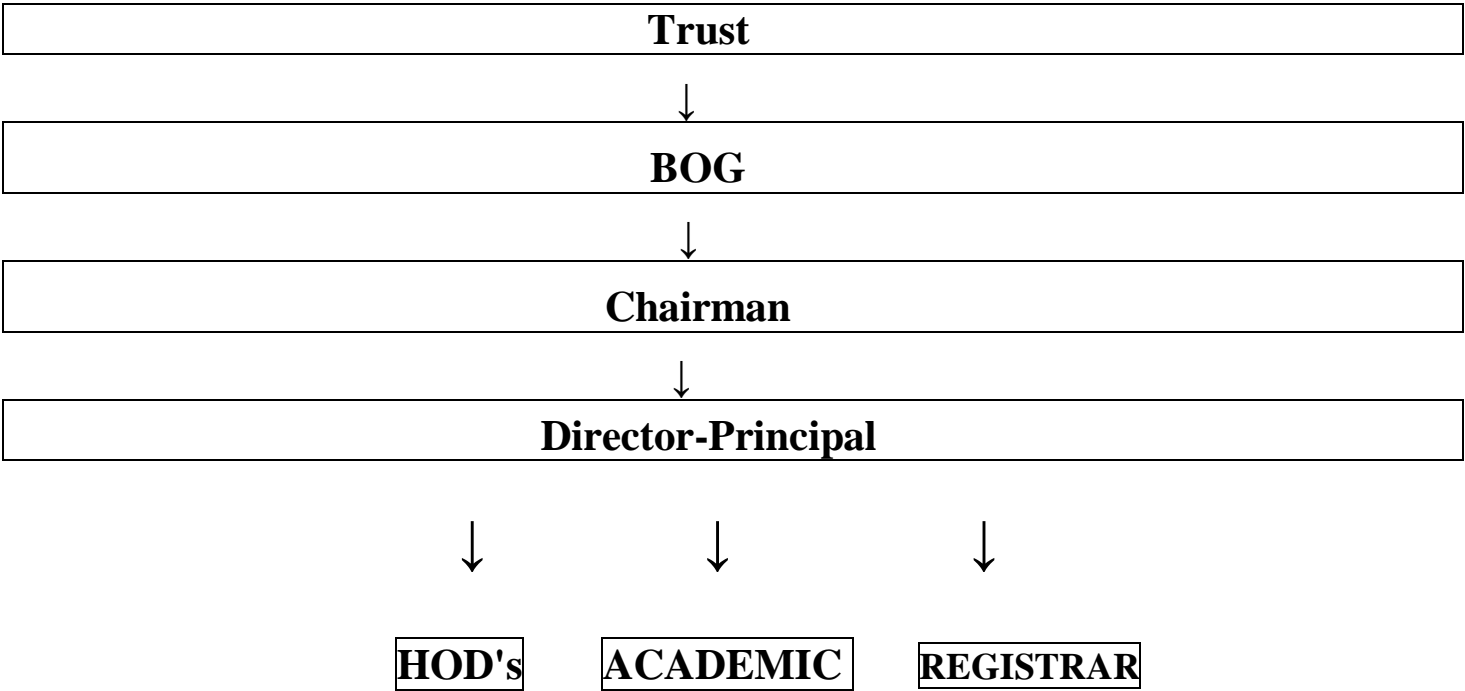 Trust
↓
BOG
↓
Chairman
↓
Director-Principal
↓ ↓ ↓
HOD's ACADEMIC REGISTRAR